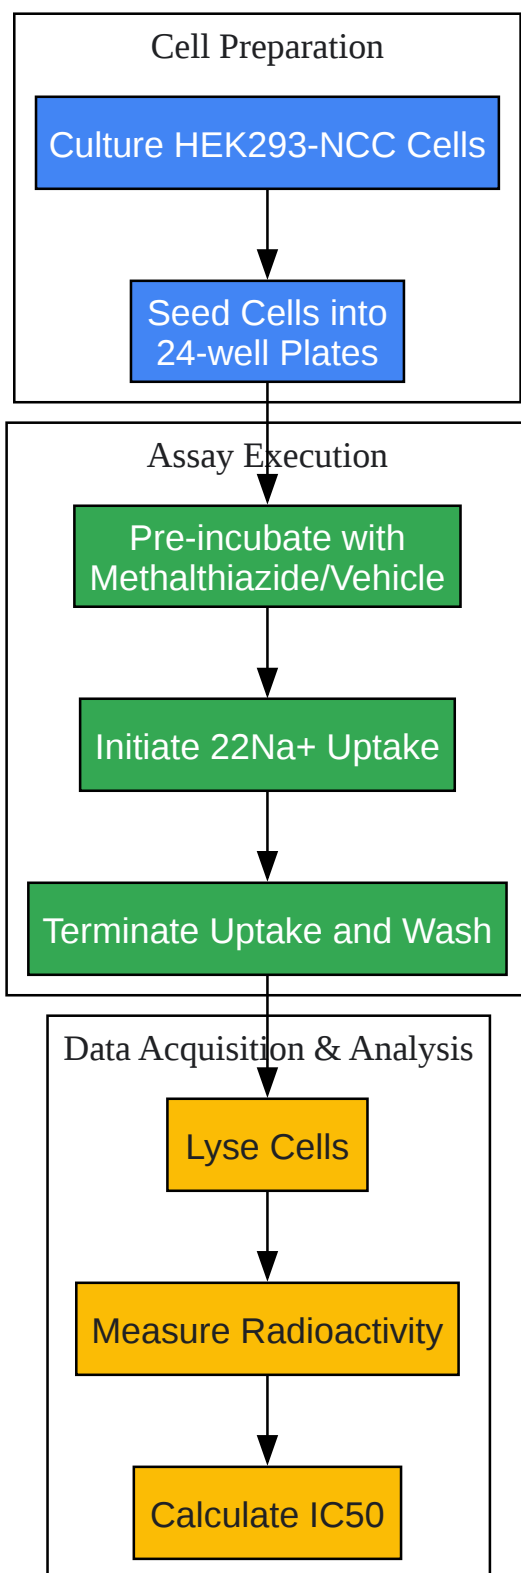 Cell Preparation
Culture HEK293-NCC Cells
Seed Cells into
24-well Plates
Assay Execution
Pre-incubate with
Methalthiazide/Vehicle
Initiate 22Na+ Uptake
Terminate Uptake and Wash
Data Acquisition & Analysis
Lyse Cells
Measure Radioactivity
Calculate IC50